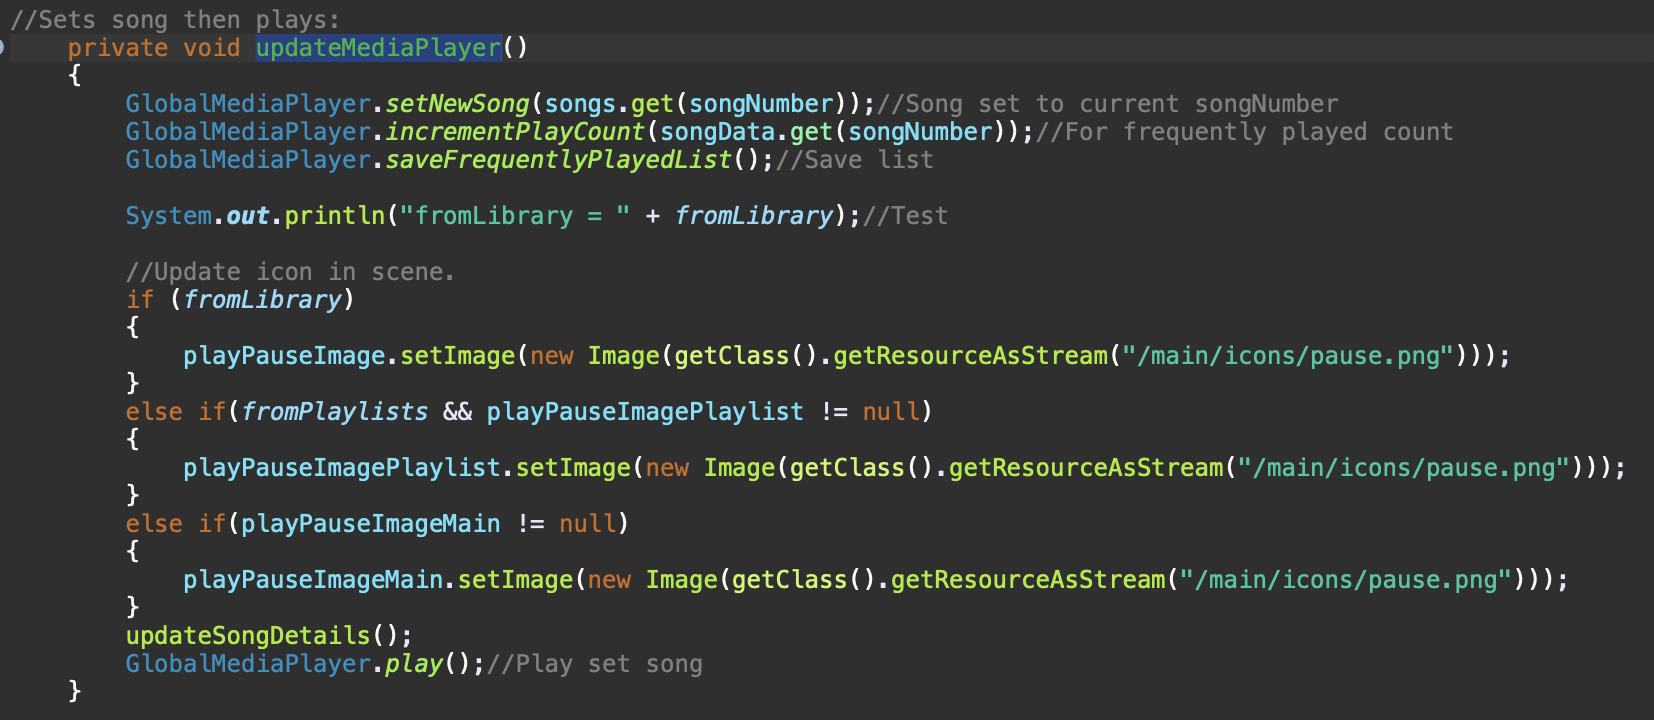 //Sets song then plays:
private void updateMediaPlayer()
{
GlobalMediaPlayer.setNewSong(songs.get(songNumber));//Song set to current songNumber
GlobalMediaPlayer.incrementPlayCount(songData.get(songNumber));//For frequently played count
GlobalMediaPlayer.saveFrequentlyPlayedList();//Save list
System.out.println("fromLibrary = " + fromLibrary);//Test
//Update icon in scene.
if (fromLibrary)
{
playPauseImage.setImage(new Image(getClass().getResourceAsStream("/main/icons/pause.png")));
}
else if(fromPlaylists && playPauseImagePlaylist != null)
{
playPauseImagePlaylist.setImage(new Image(getClass().getResourceAsStream("/main/icons/pause.png")));
}
else if(playPauseImageMain != null)
{
playPauseImageMain.setImage(new Image(getClass().getResourceAsStream("/main/icons/pause.png")));
}
updateSongDetails();
GlobalMediaPlayer.play();//Play set song
}